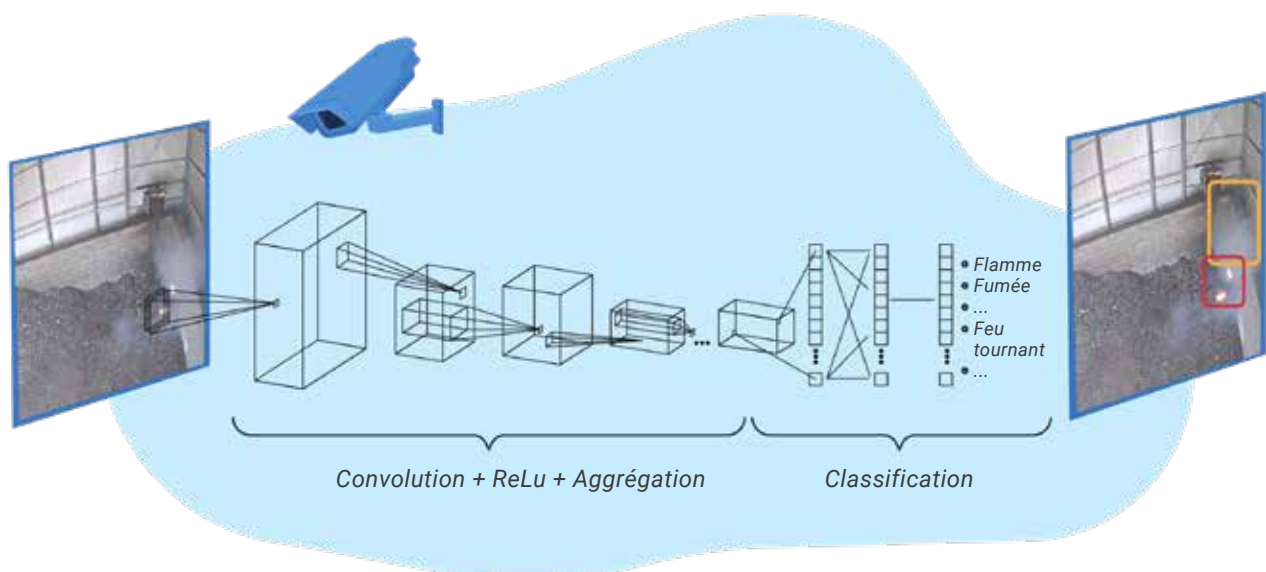 Flamme
Fumée
...
Feu
tournant
...
...
Convolution + ReLu + Aggrégation
Classification